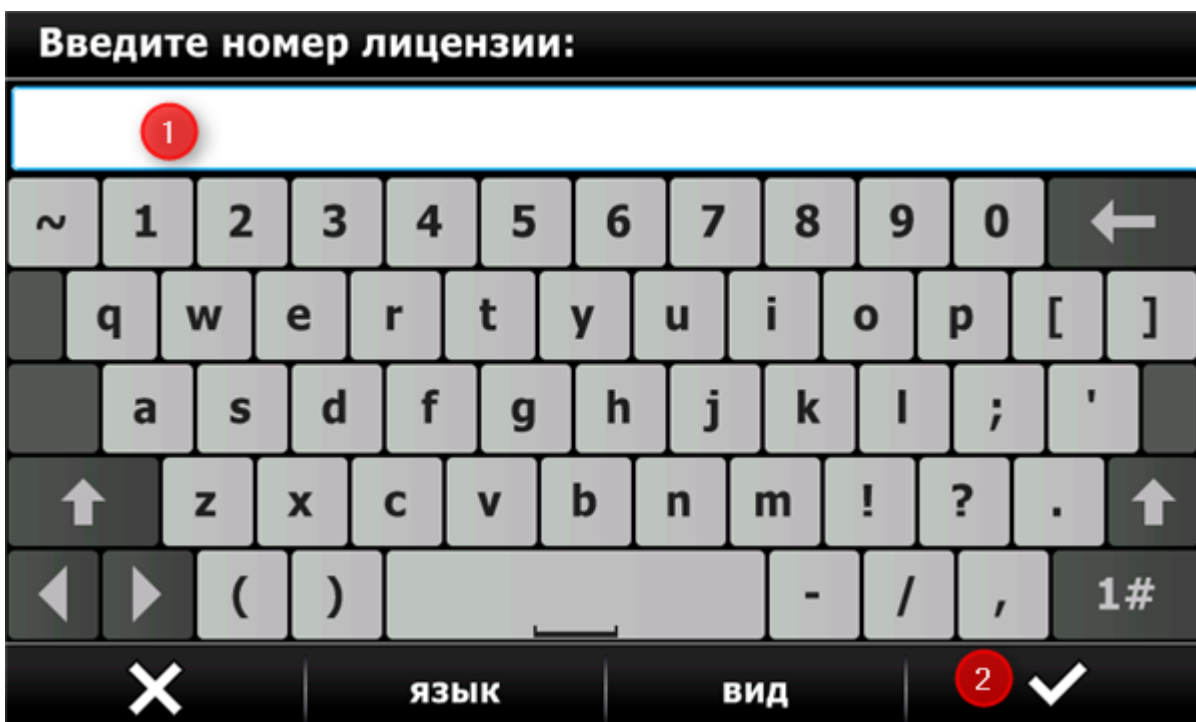 Введите номер лицензии:
1
~ 1 2 3 4 5 6 7 8 9 0
q w e r t y u i o p [ ]
a s d f g h j k l ; '
z x c v b n m ! ? .
( ) - / , 1#
язык вид 2